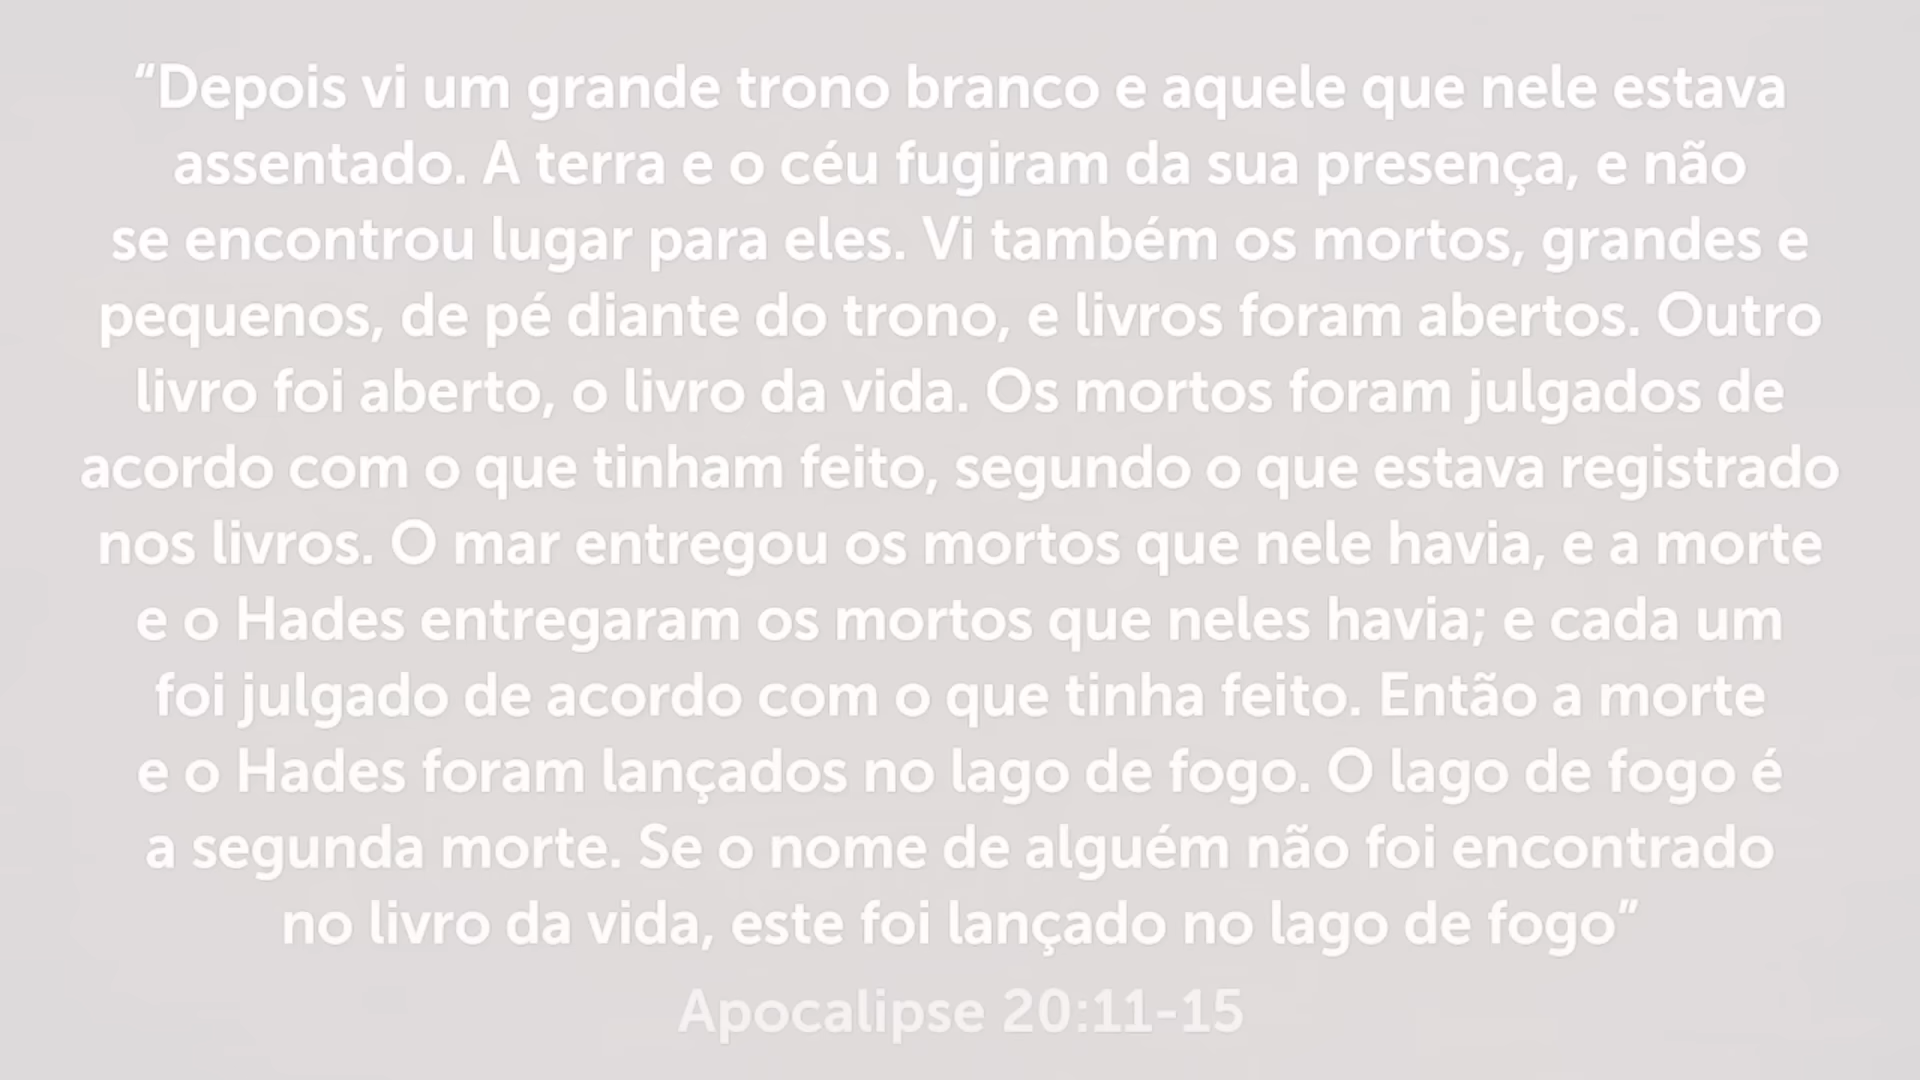 “Depois vi um grande trono branco e aquele que nele estava
assentado. A terra e o céu fugiram da sua presença, e não
se encontrou lugar para eles. Vi também os mortos, grandes e
pequenos, de pé diante do trono, e livros foram abertos. Outro
livro foi aberto, o livro da vida. Os mortos foram julgados de
acordo com o que tinham feito, segundo o que estava registrado
nos livros. O mar entregou os mortos que nele havia, e a morte
e o Hades entregaram os mortos que neles havia; e cada um
foi julgado de acordo com o que tinha feito. Então a morte
e o Hades foram lançados no lago de fogo. O lago de fogo é
a segunda morte. Se o nome de alguém não foi encontrado
no livro da vida, este foi lançado no lago de fogo”
Apocalipse 20:11-15